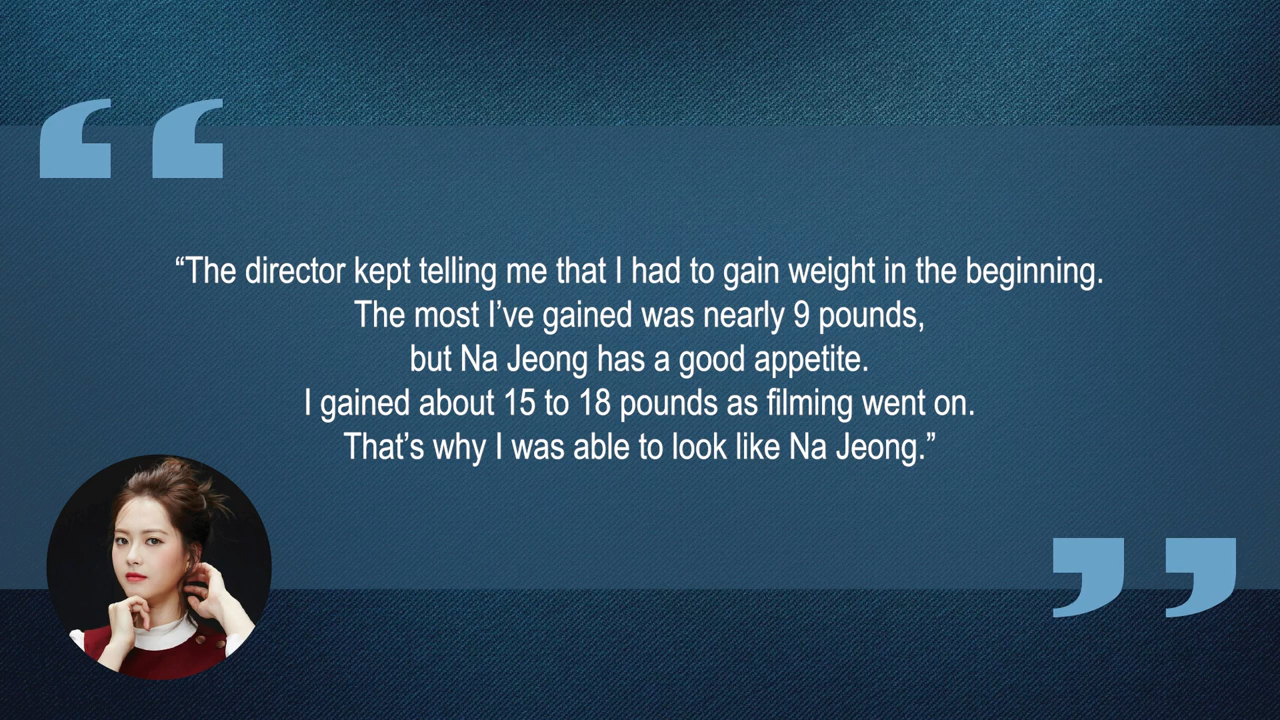 “The director kept telling me that I had to gain weight in the beginning.
The most I’ve gained was nearly 9 pounds,
but Na Jeong has a good appetite.
I gained about 15 to 18 pounds as filming went on.
That’s why I was able to look like Na Jeong.”